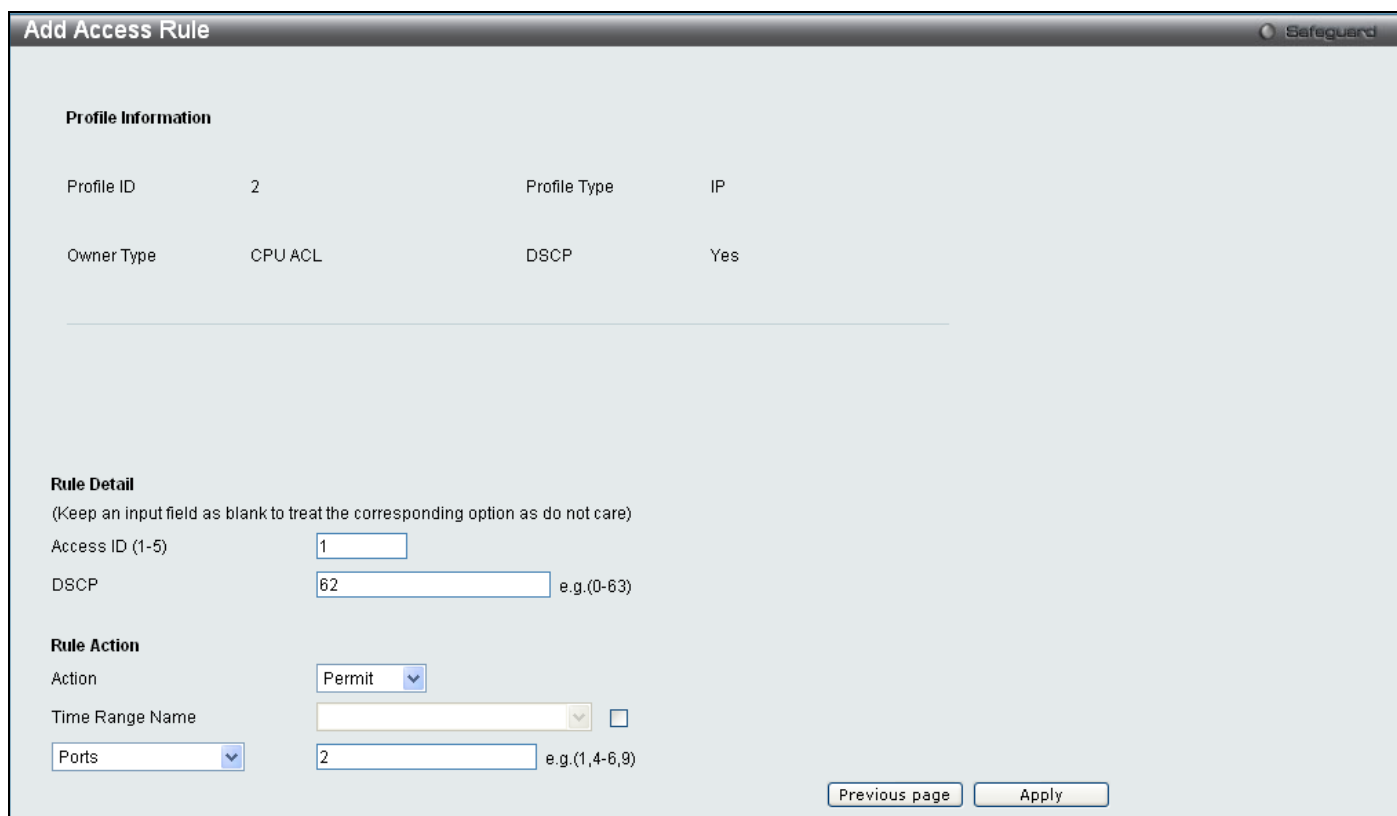 Add Access Rule
Safeguard
Profile Information
Profile ID 2 Profile Type IP
Owner Type CPU ACL DSCP Yes
Rule Detail
(Keep an input field as blank to treat the corresponding option as do not care)
Access ID (1-5) 1
DSCP 62 e.g.(0-63)
Rule Action
Action Permit
Time Range Name
Ports 2 e.g.(1,4-6,9)
Previous page Apply